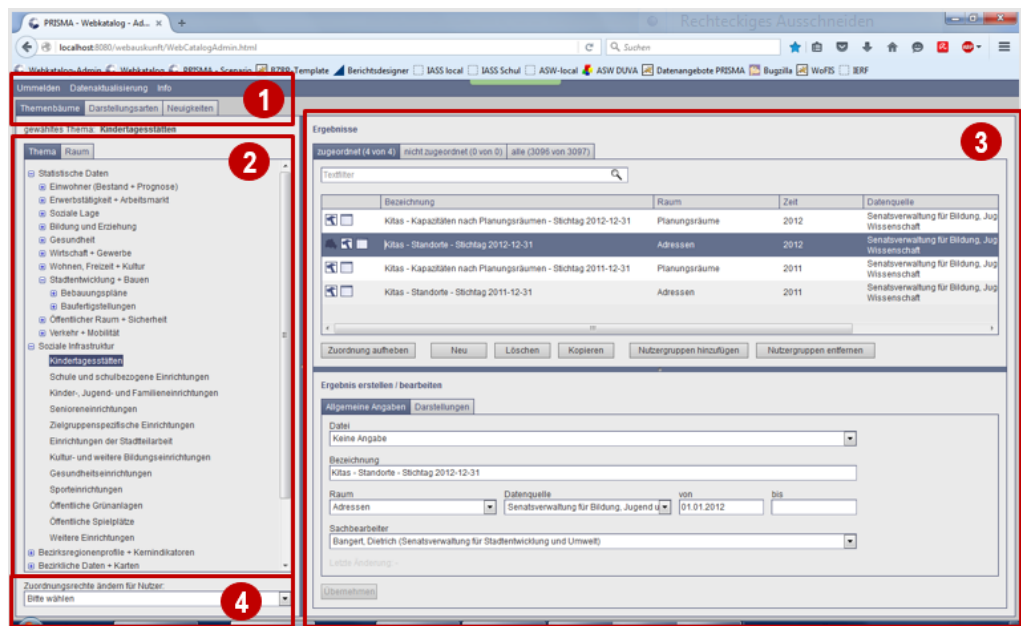 PRISMA - Webkatalog - Ad... × +
Rechteckiges Ausschneiden
localhost:8080/webauskunft/WebCatalogAdmin.html
Suchen
Webkatalog-Admin Webkatalog PRISMA - Scenario BZRP-Template Berichtsdesigner IASS local IASS Schul ASW-local ASW DUVA Datenangebote PRISMA Bugzilla WoFIS IERF
Ummelden Datenaktualisierung Info
1
Themenbäume Darstellungsarten Neuigkeiten
gewähltes Thema: Kindertagesstätten
2
Thema Raum
Statistische Daten
Einwohner (Bestand + Prognose)
Erwerbstätigkeit + Arbeitsmarkt
Soziale Lage
Bildung und Erziehung
Gesundheit
Wirtschaft + Gewerbe
Wohnen, Freizeit + Kultur
Stadtentwicklung + Bauen
Bebauungspläne
Baufertigstellungen
Öffentlicher Raum + Sicherheit
Verkehr + Mobilität
Soziale Infrastruktur
Kindertagesstätten
Schule und schulbezogene Einrichtungen
Kinder-, Jugend- und Familieneinrichtungen
Senioreneinrichtungen
Zielgruppenspezifische Einrichtungen
Einrichtungen der Stadtteilarbeit
Kultur- und weitere Bildungseinrichtungen
Gesundheitseinrichtungen
Sporteinrichtungen
Öffentliche Grünanlagen
Öffentliche Spielplätze
Weitere Einrichtungen
Bezirksregionenprofile + Kernindikatoren
Bezirkliche Daten + Karten
Zuordnungsrechte ändern für Nutzer:
Bitte wählen
4
Ergebnisse
3
zugeordnet (4 von 4) nicht zugeordnet (0 von 0) alle (3096 von 3097)
Textfilter
Bezeichnung Raum Zeit Datenquelle
Kitas - Kapazitäten nach Planungsräumen - Stichtag 2012-12-31 Planungsräume 2012 Senatsverwaltung für Bildung, Jug
Wissenschaft
Kitas - Standorte - Stichtag 2012-12-31 Adressen 2012 Senatsverwaltung für Bildung, Jug
Wissenschaft
Kitas - Kapazitäten nach Planungsräumen - Stichtag 2011-12-31 Planungsräume 2011 Senatsverwaltung für Bildung, Jug
Wissenschaft
Kitas - Standorte - Stichtag 2011-12-31 Adressen 2011 Senatsverwaltung für Bildung, Jug
Wissenschaft
Zuordnung aufheben Neu Löschen Kopieren Nutzergruppen hinzufügen Nutzergruppen entfernen
Ergebnis erstellen / bearbeiten
Allgemeine Angaben Darstellungen
Datei
Keine Angabe
Bezeichnung
Kitas - Standorte - Stichtag 2012-12-31
Raum Datenquelle von bis
Adressen Senatsverwaltung für Bildung, Jugend u 01.01.2012
Sachbearbeiter
Bangert, Dietrich (Senatsverwaltung für Stadtentwicklung und Umwelt)
Letzte Änderung: -
Übernehmen